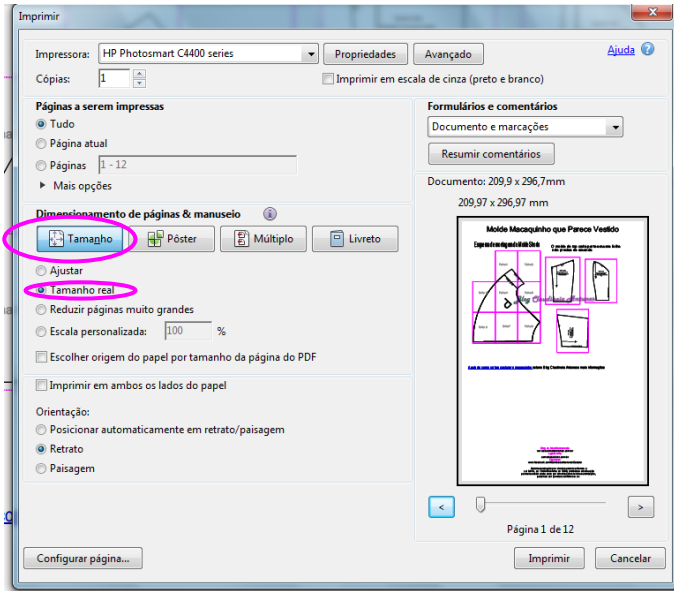 Imprimir
Impressora: HP Photosmart C4400 series Propriedades Avançado Ajuda
Cópias: 1 Imprimir em escala de cinza (preto e branco)
Páginas a serem impressas
Tudo
Página atual
Páginas 1 - 12
Mais opções
Dimensionamento de páginas & manuseio
Tamanho Pôster Múltiplo Livreto
Ajustar
Tamanho real
Reduzir páginas muito grandes
Escala personalizada: 100 %
Escolher origem do papel por tamanho da página do PDF
Imprimir em ambos os lados do papel
Orientação:
Posicionar automaticamente em retrato/paisagem
Retrato
Paisagem
Formulários e comentários
Documento e marcações
Resumir comentários
Documento: 209,9 x 296,7mm
209,97 x 296,97 mm
Molde Macaquinho que Parece Vestido
< >
Página 1 de 12
Configurar página... Imprimir Cancelar